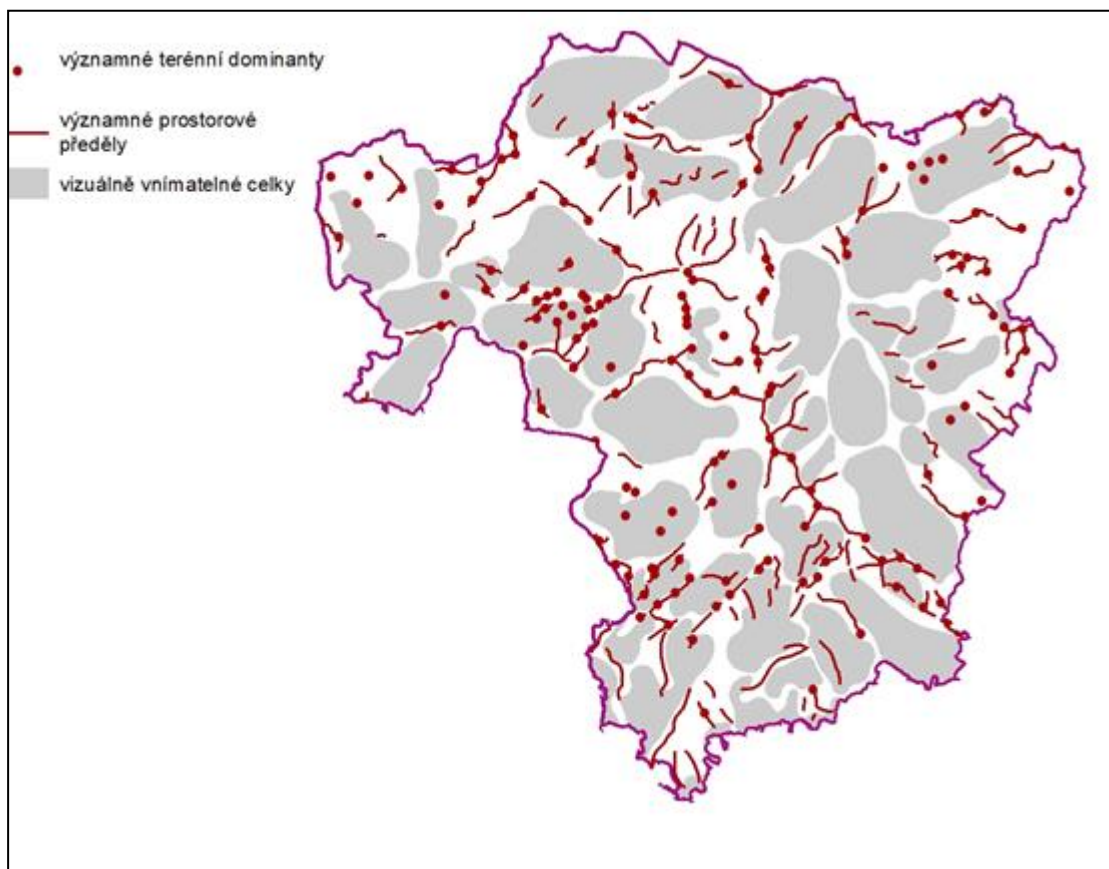 významné terénní dominanty
významné prostorové
předěly
vizuálně vnímatelné celky